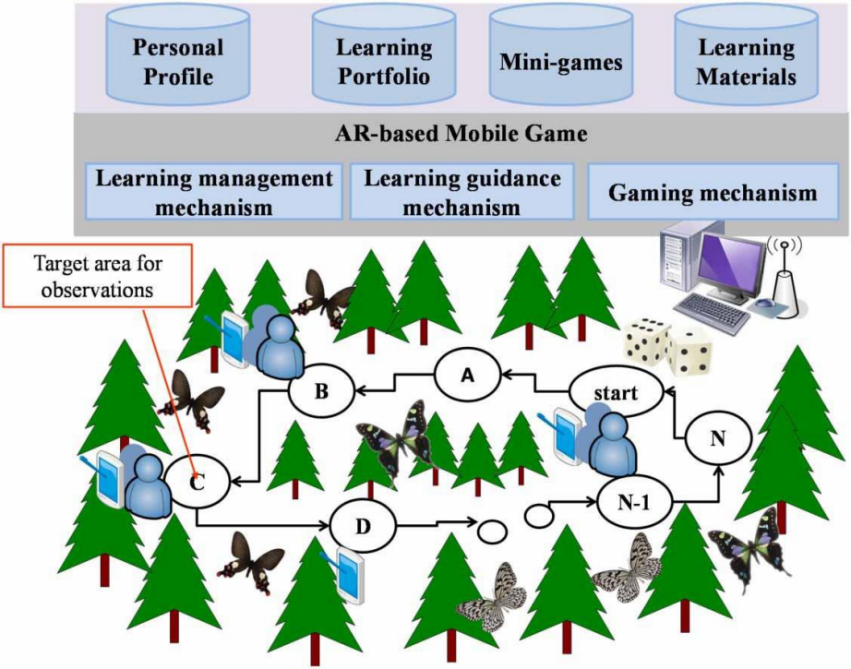 Personal
Profile
Learning
Portfolio
Mini-games
Learning
Materials
AR-based Mobile Game
Learning management
mechanism
Learning guidance
mechanism
Gaming mechanism
Target area for
observations
A
B
start
N
C
D
N-1